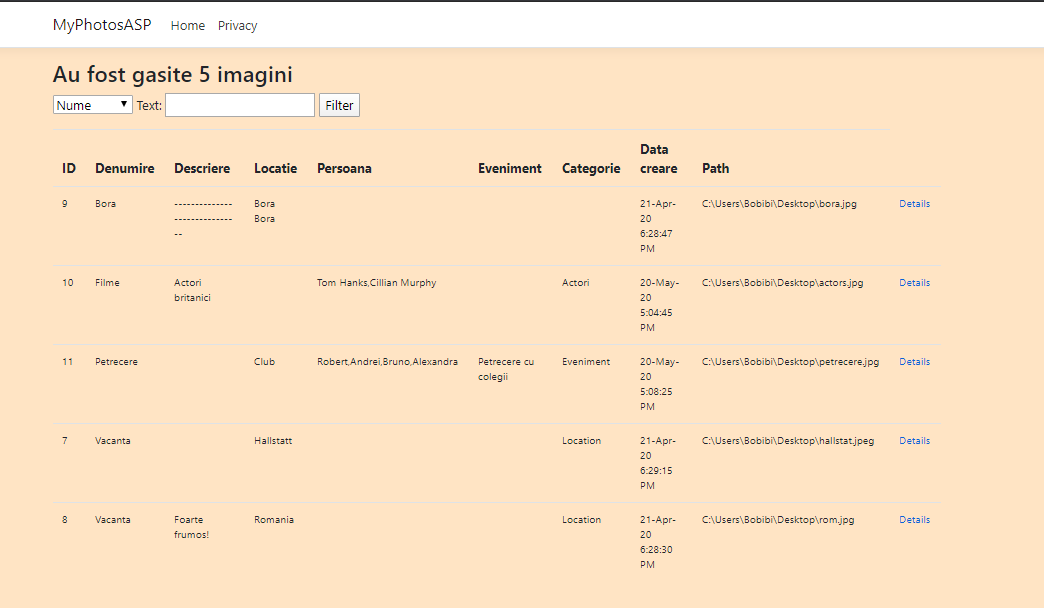 MyPhotosASP Home Privacy
Au fost gasite 5 imagini
Nume Text: Filter
ID Denumire Descriere Locatie Persoana Eveniment Categorie Data creare Path
9 Bora -------------- Bora 21-Apr- C:\Users\Bobibi\Desktop\bora.jpg Details
-------------- Bora 20
-- 6:28:47
PM
10 Filme Actori Tom Hanks,Cillian Murphy Actori 20-May- C:\Users\Bobibi\Desktop\actors.jpg Details
britanici 20
5:04:45
PM
11 Petrecere Club Robert,Andrei,Bruno,Alexandra Petrecere cu Eveniment 20-May- C:\Users\Bobibi\Desktop\petrecere.jpg Details
colegii 20
5:08:25
PM
7 Vacanta Hallstatt Location 21-Apr- C:\Users\Bobibi\Desktop\hallstat.jpeg Details
20
6:29:15
PM
8 Vacanta Foarte Romania Location 21-Apr- C:\Users\Bobibi\Desktop\rom.jpg Details
frumos! 20
6:28:30
PM